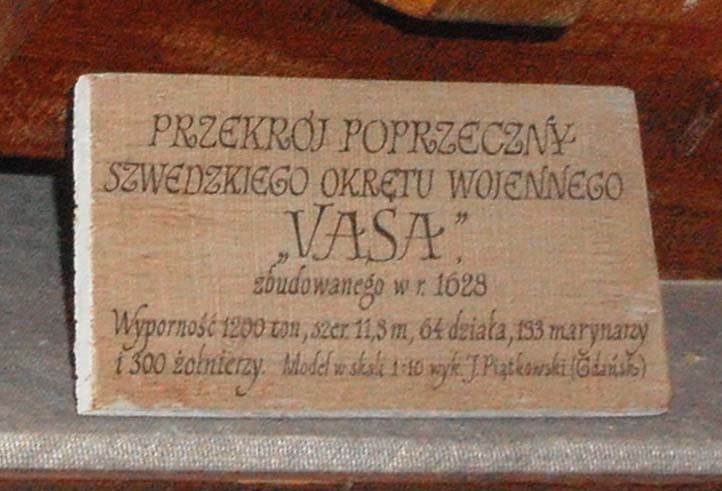 PRZEKRÓJ POPRZECZNY
SZWEDZKIEGO OKRĘTU WOJENNEGO
„VASA”
zbudowanego w r. 1628
Wyporność 1200 ton, szer. 11,3 m, 64 działa, 133 marynarzy
i 300 żołnierzy. Model w skali 1:10 wyk. J. Piątkowski (Gdańsk)